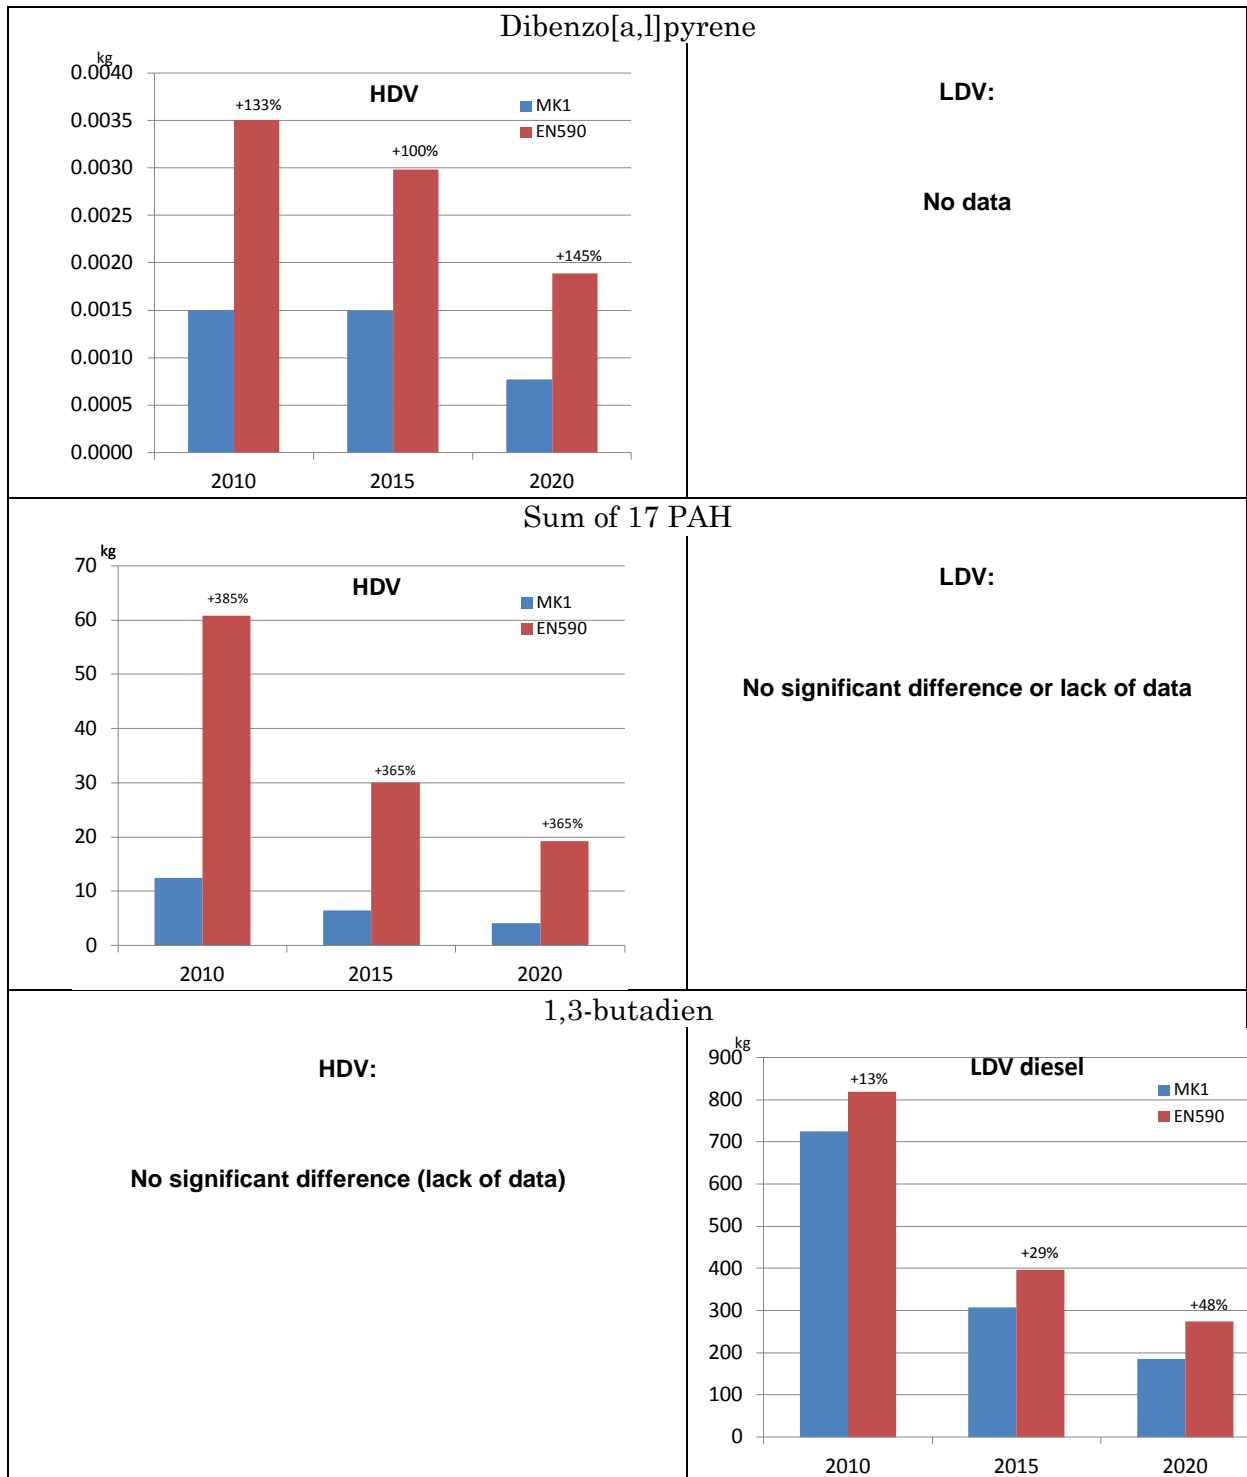 Dibenzo[a,l]pyrene
kg
HDV
MK1
EN590
0.0040
0.0035
0.0030
0.0025
0.0020
0.0015
0.0010
0.0005
0.0000
+133%
+100%
+145%
2010 2015 2020
LDV:
No data
Sum of 17 PAH
kg
HDV
MK1
EN590
70
60
50
40
30
20
10
0
+385%
+365%
+365%
2010 2015 2020
LDV:
No significant difference or lack of data
1,3-butadien
HDV:
No significant difference (lack of data)
kg
LDV diesel
MK1
EN590
900
800
700
600
500
400
300
200
100
0
+13%
+29%
+48%
2010 2015 2020